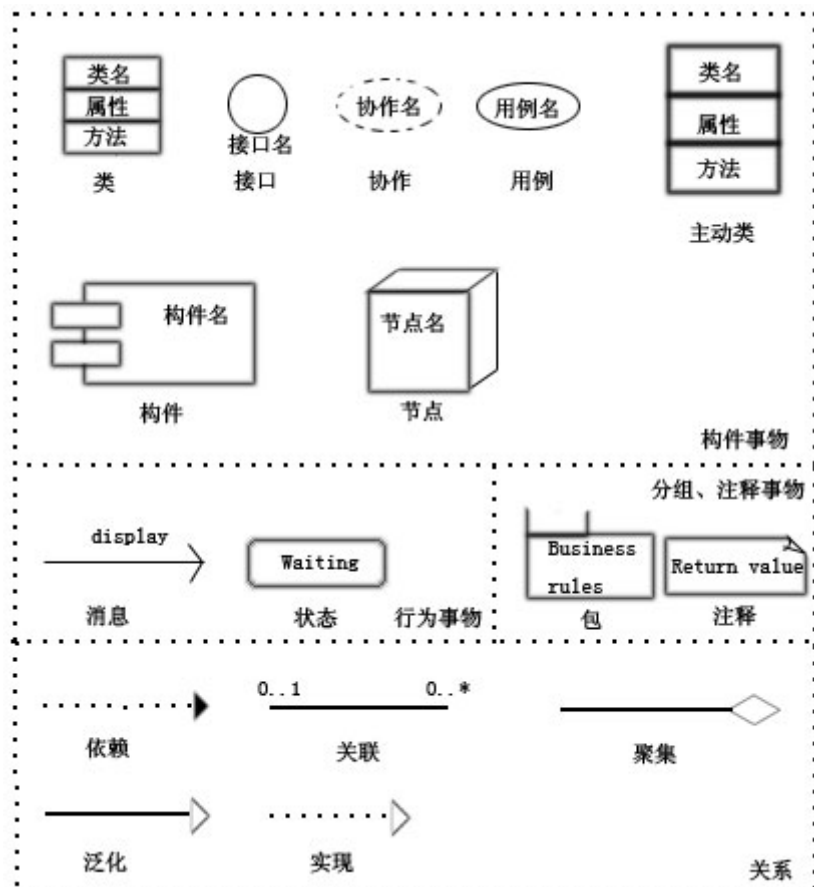 类名
属性
方法
类
接口名
接口
协作名
协作
用例名
用例
类名
属性
方法
主动类
构件名
构件
节点名
节点
构件事物
display
消息
Waiting
状态
行为事物
分组、注释事物
Business
rules
包
Return value
注释
依赖
0..1
0..*
关联
聚集
泛化
实现
关系